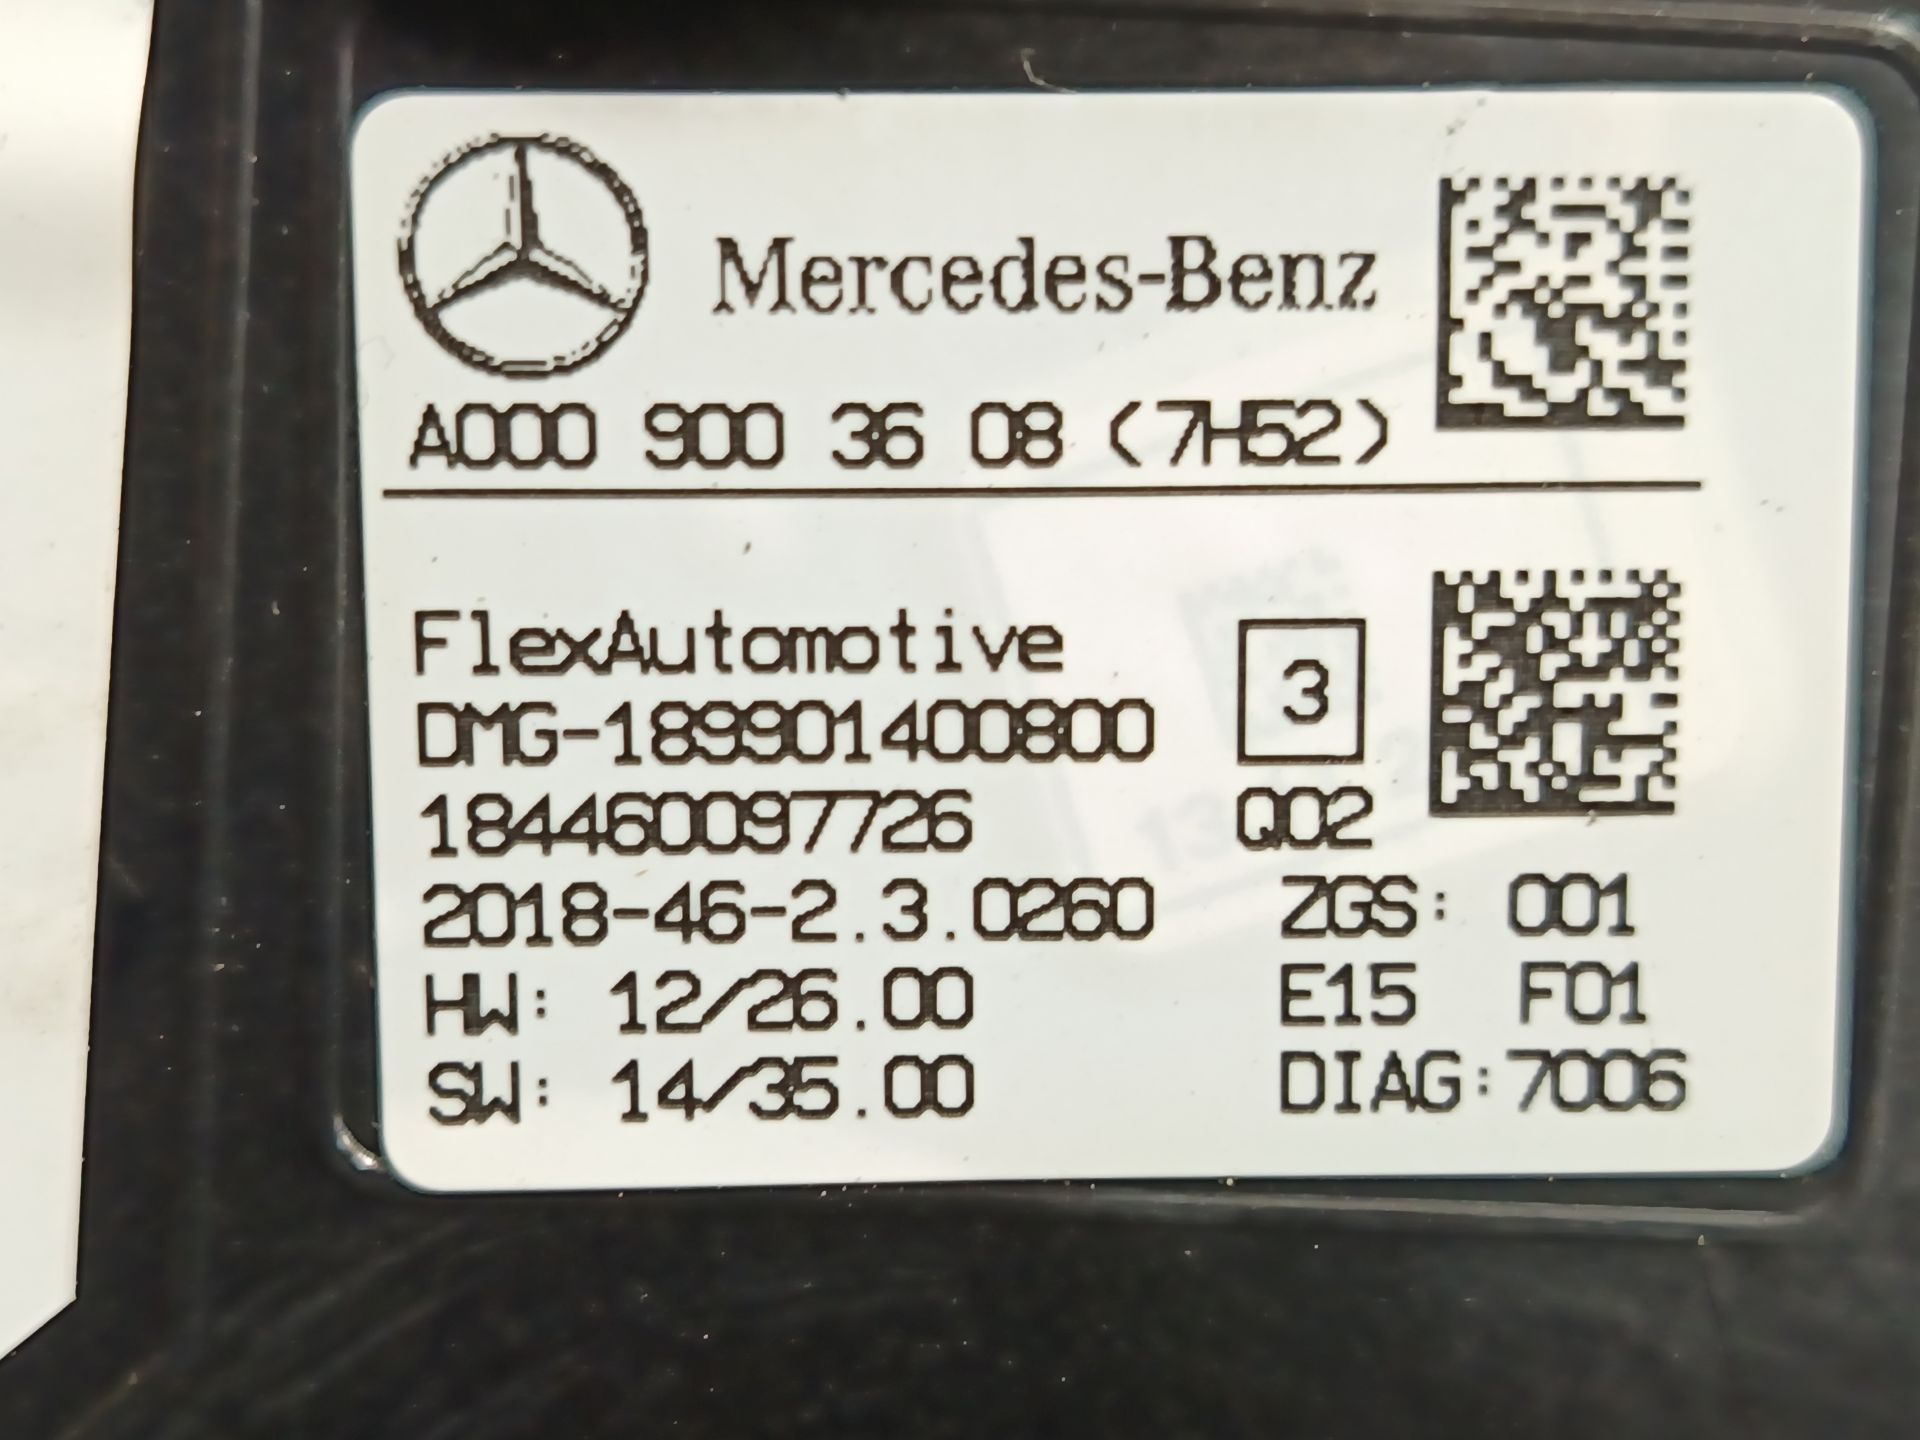 Mercedes-Benz
A000 900 36 08 (7H52)
FlexAutomotive
3
DMG-189901400800
184460097726 Q02
2018-46-2.3.0260 ZGS: 001
HW: 12/26.00 E15 F01
SW: 14/35.00 DIAG:7006